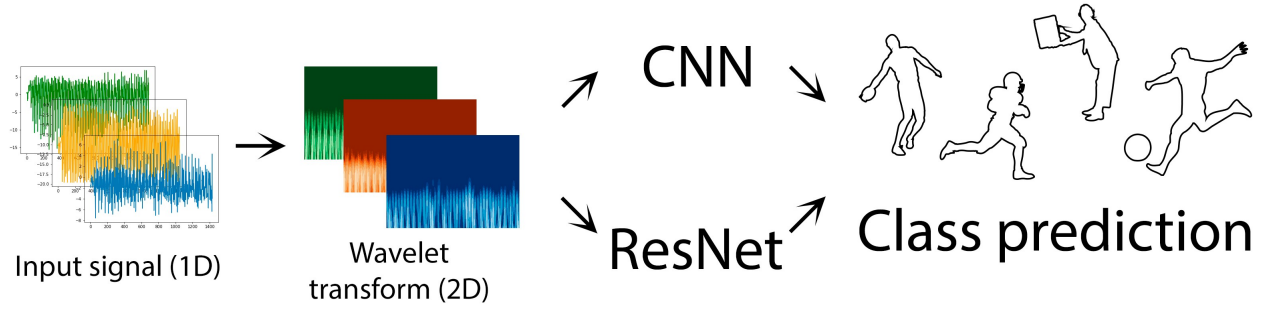 Input signal (1D)
Wavelet
transform (2D)
CNN
ResNet
Class prediction